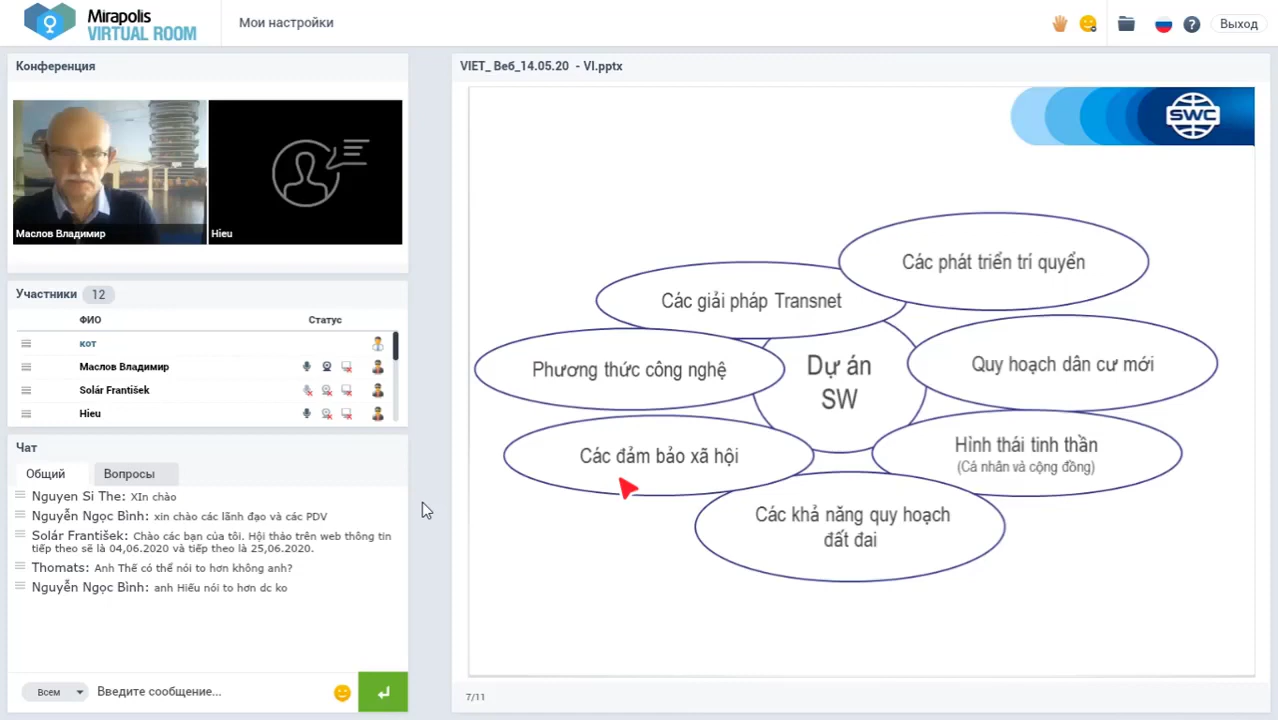 Mirapolis
VIRTUAL ROOM
Мои настройки
?
Выход
Конференция
Маслов Владимир
Hieu
Участники 12
ФИО Статус
кот
Маслов Владимир
Solár František
Hieu
Чат
Общий Вопросы
Nguyen Si The: XIn chào
Nguyễn Ngọc Bình: xin chào các lãnh đạo và các PDV
Solár František: Chào các bạn của tôi. Hội thảo trên web thông tin
tiếp theo sẽ là 04,06.2020 và tiếp theo là 25,06.2020.
Thomats: Anh Thế có thể nói to hơn không anh?
Nguyễn Ngọc Bình: anh Hiếu nói to hơn dc ko
Всем Введите сообщение...
VIET_ Веб_14.05.20 - VI.pptx
SWC
Các phát triển trí quyển
Các giải pháp Transnet
Phương thức công nghệ
Dự án
SW
Quy hoạch dân cư mới
Các đảm bảo xã hội
Hình thái tinh thần
(Cá nhân và cộng đồng)
Các khả năng quy hoạch
đất đai
7/11